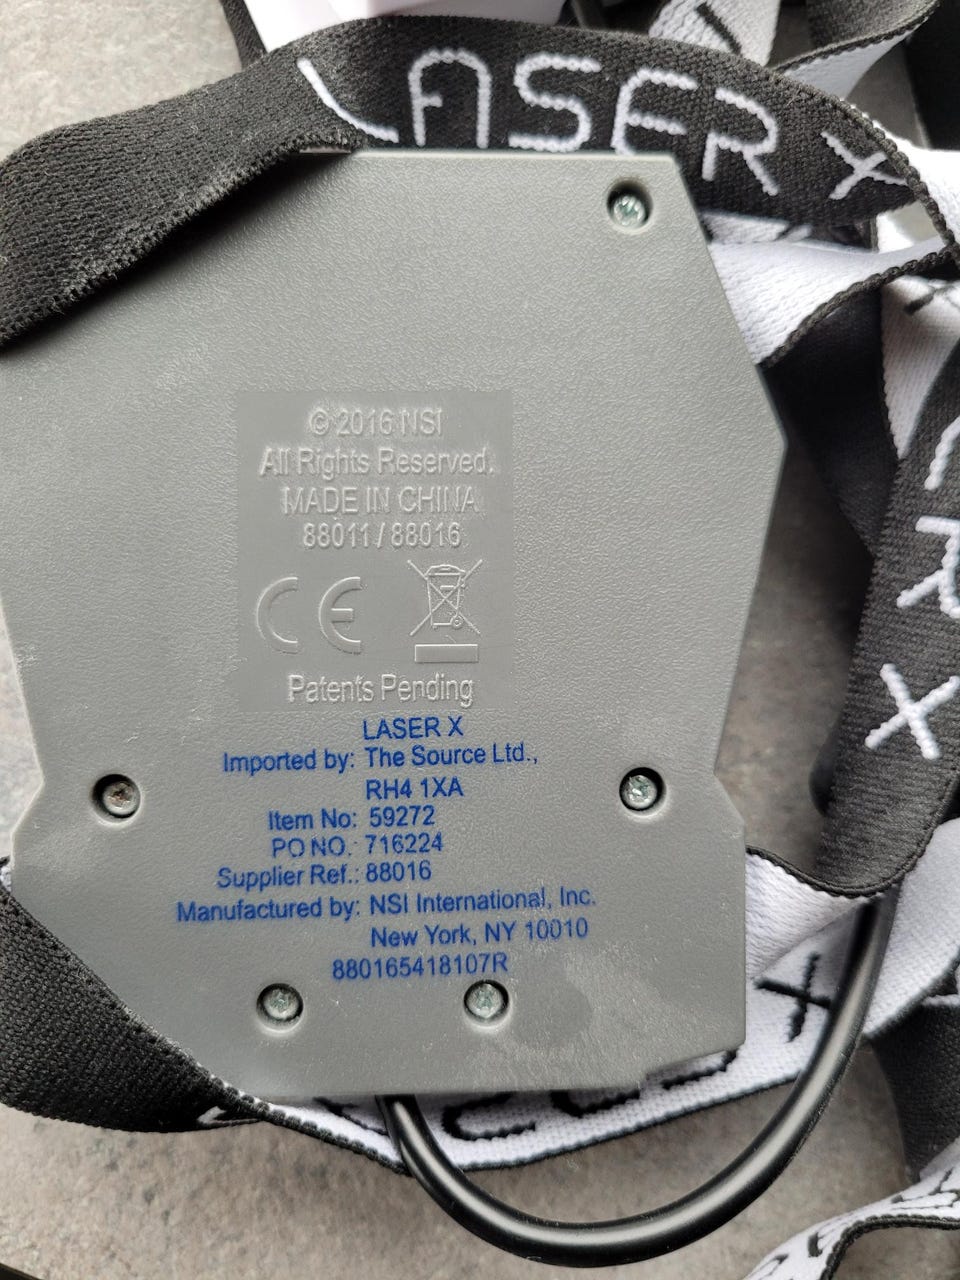 LASER X
© 2016 NSI
All Rights Reserved.
MADE IN CHINA
88011 / 88016
CE
Patents Pending
LASER X
Imported by: The Source Ltd.,
RH4 1XA
Item No: 59272
PO NO.: 716224
Supplier Ref.: 88016
Manufactured by: NSI International, Inc.
New York, NY 10010
880165418107R
R X
X